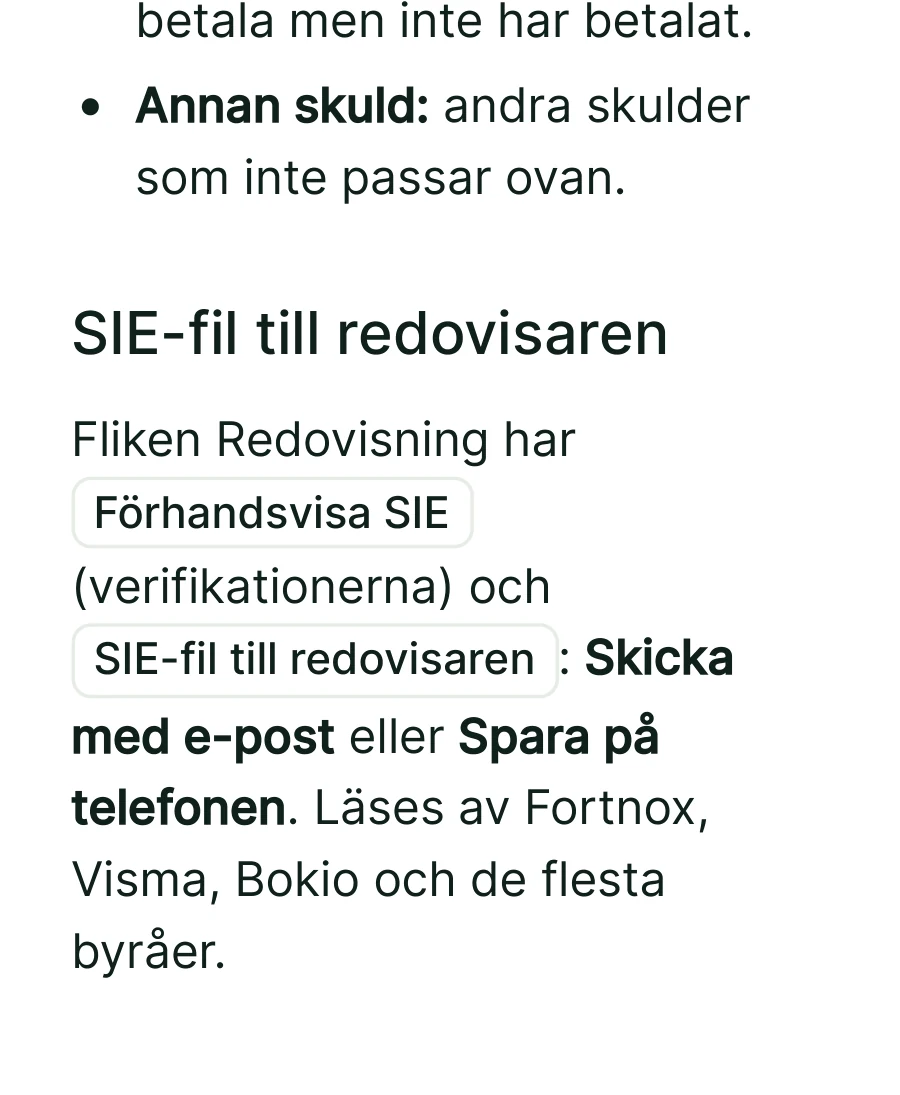 betala men inte har betalat.
• Annan skuld: andra skulder
som inte passar ovan.
SIE-fil till redovisaren
Fliken Redovisning har
Förhandsvisa SIE
(verifikationerna) och
SIE-fil till redovisaren : Skicka
med e-post eller Spara på
telefonen. Läses av Fortnox,
Visma, Bokio och de flesta
byråer.